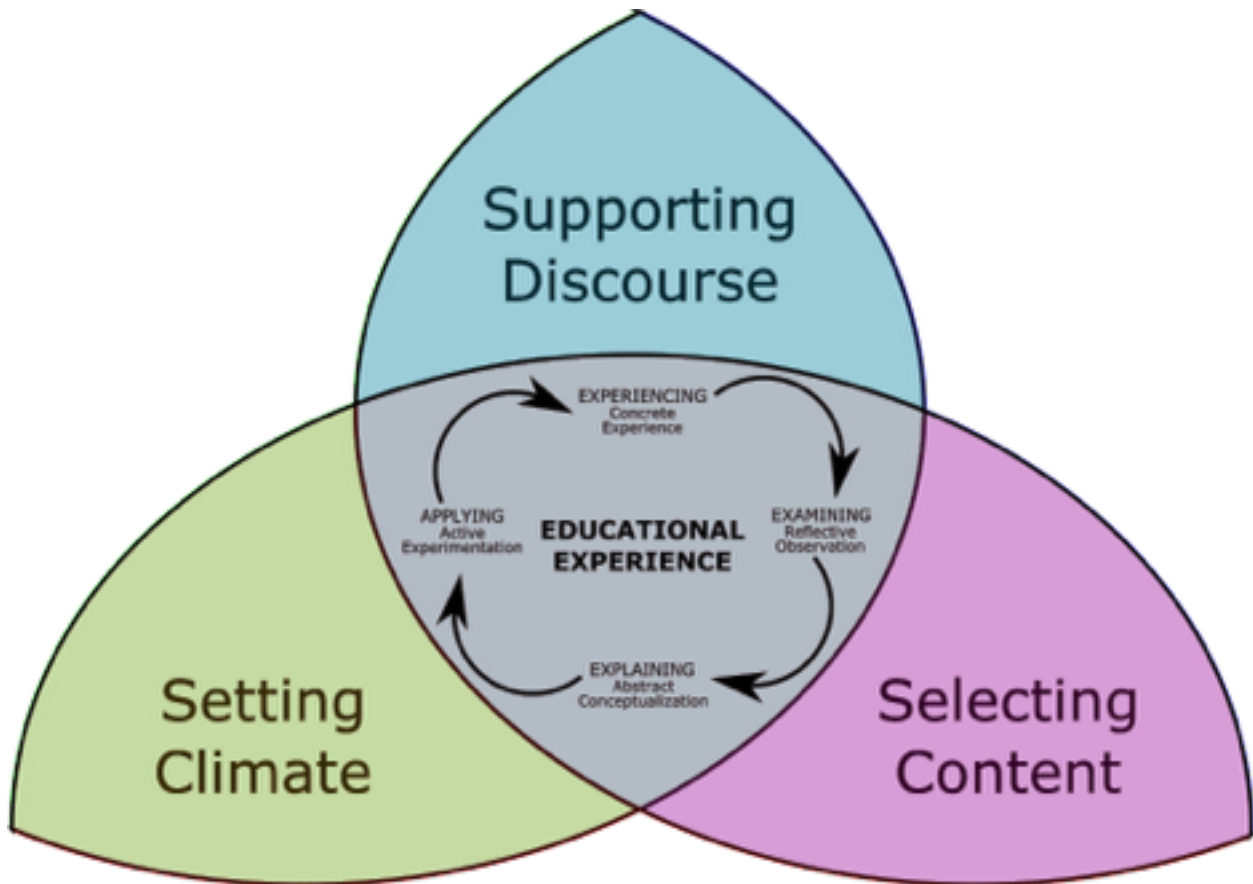 Supporting
Discourse
EXPERIENCING
Concrete
Experience
APPLYING
Active
Experimentation
EDUCATIONAL
EXPERIENCE
EXAMINING
Reflective
Observation
EXPLAINING
Abstract
Conceptualization
Setting
Climate
Selecting
Content